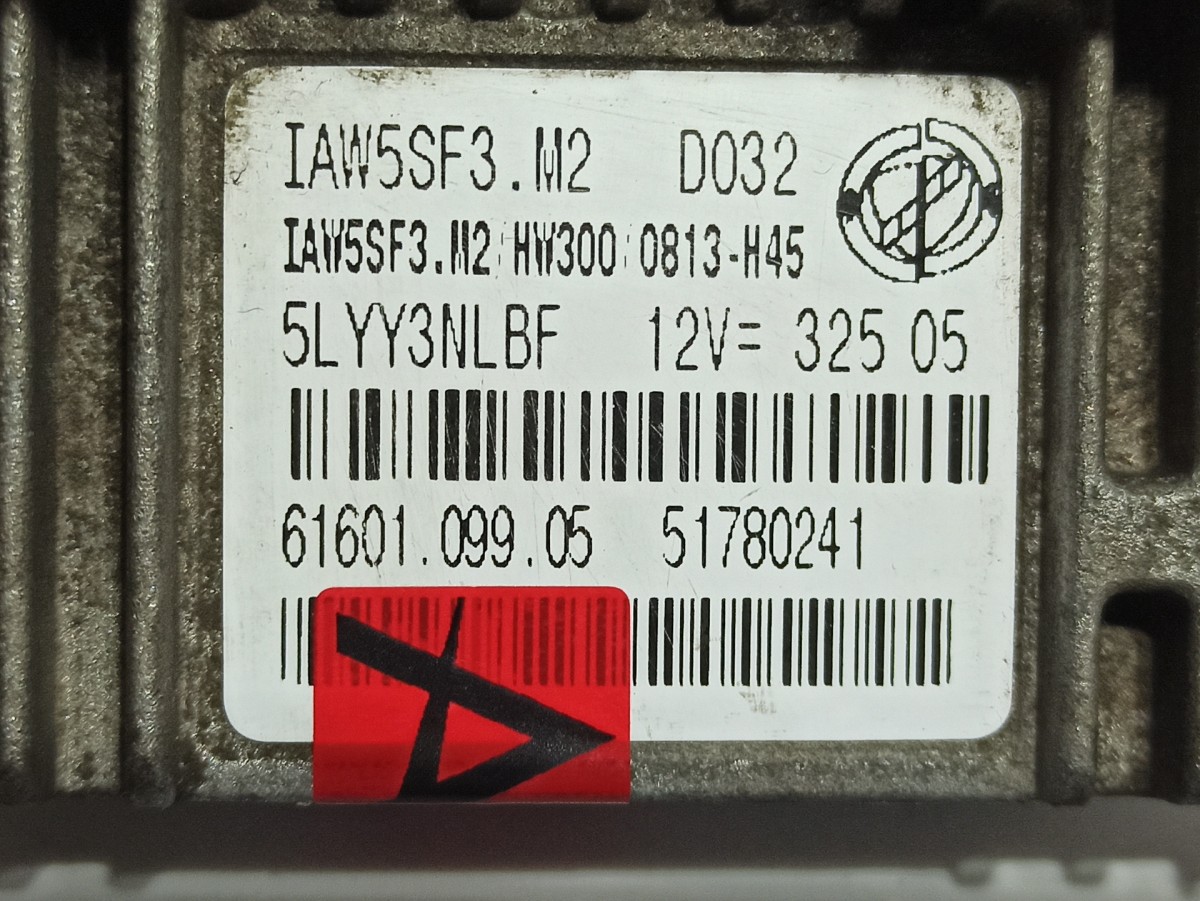 IAW5SF3.M2 D032
IAW5SF3.M2 HW300 0813-H45
5LYY3NLBF 12V= 325 05
61601.099.05 51780241
A